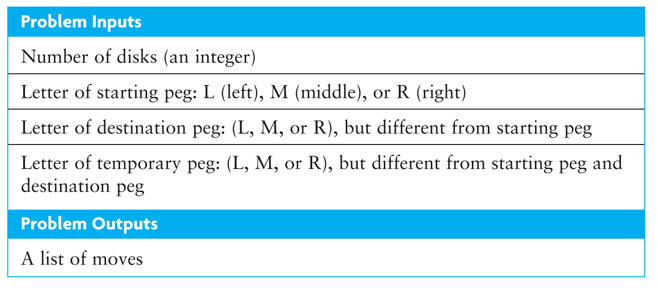 Problem Inputs
Number of disks (an integer)
Letter of starting peg: L (left), M (middle), or R (right)
Letter of destination peg: (L, M, or R), but different from starting peg
Letter of temporary peg: (L, M, or R), but different from starting peg and
destination peg
Problem Outputs
A list of moves